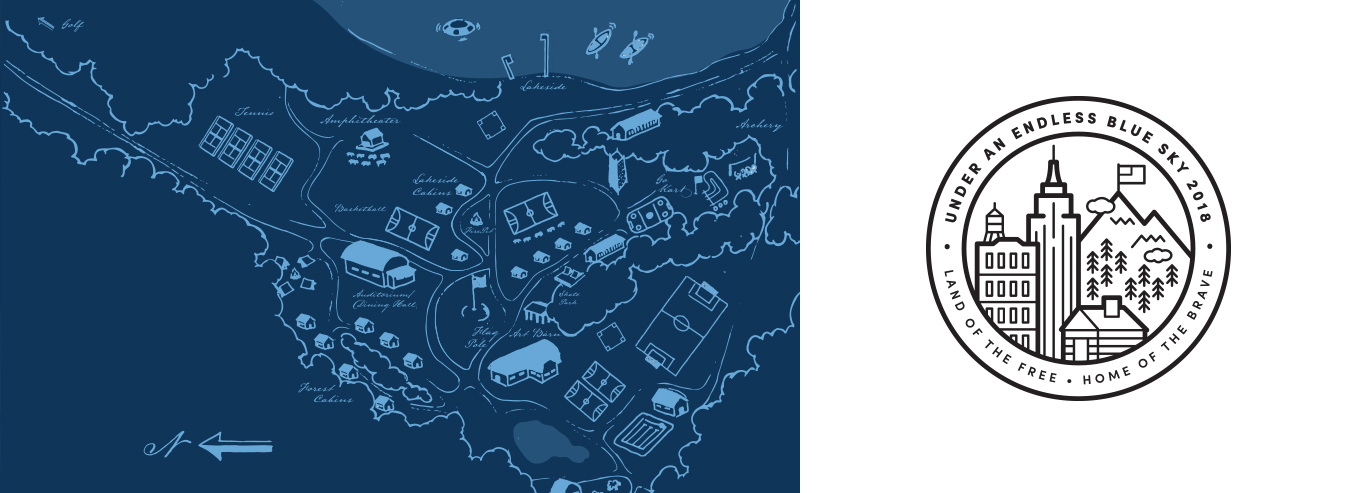 Golf
Lakeside
Tennis
Amphitheater
Archery
Lakeside
Cabins
Go
Kart
Basketball
Fire Pit
Auditorium/
Dining Hall
Skate
Park
Flag
Pole
Art Barn
Forest
Cabins
N
UNDER AN ENDLESS BLUE SKY 2018
LAND OF THE FREE • HOME OF THE BRAVE